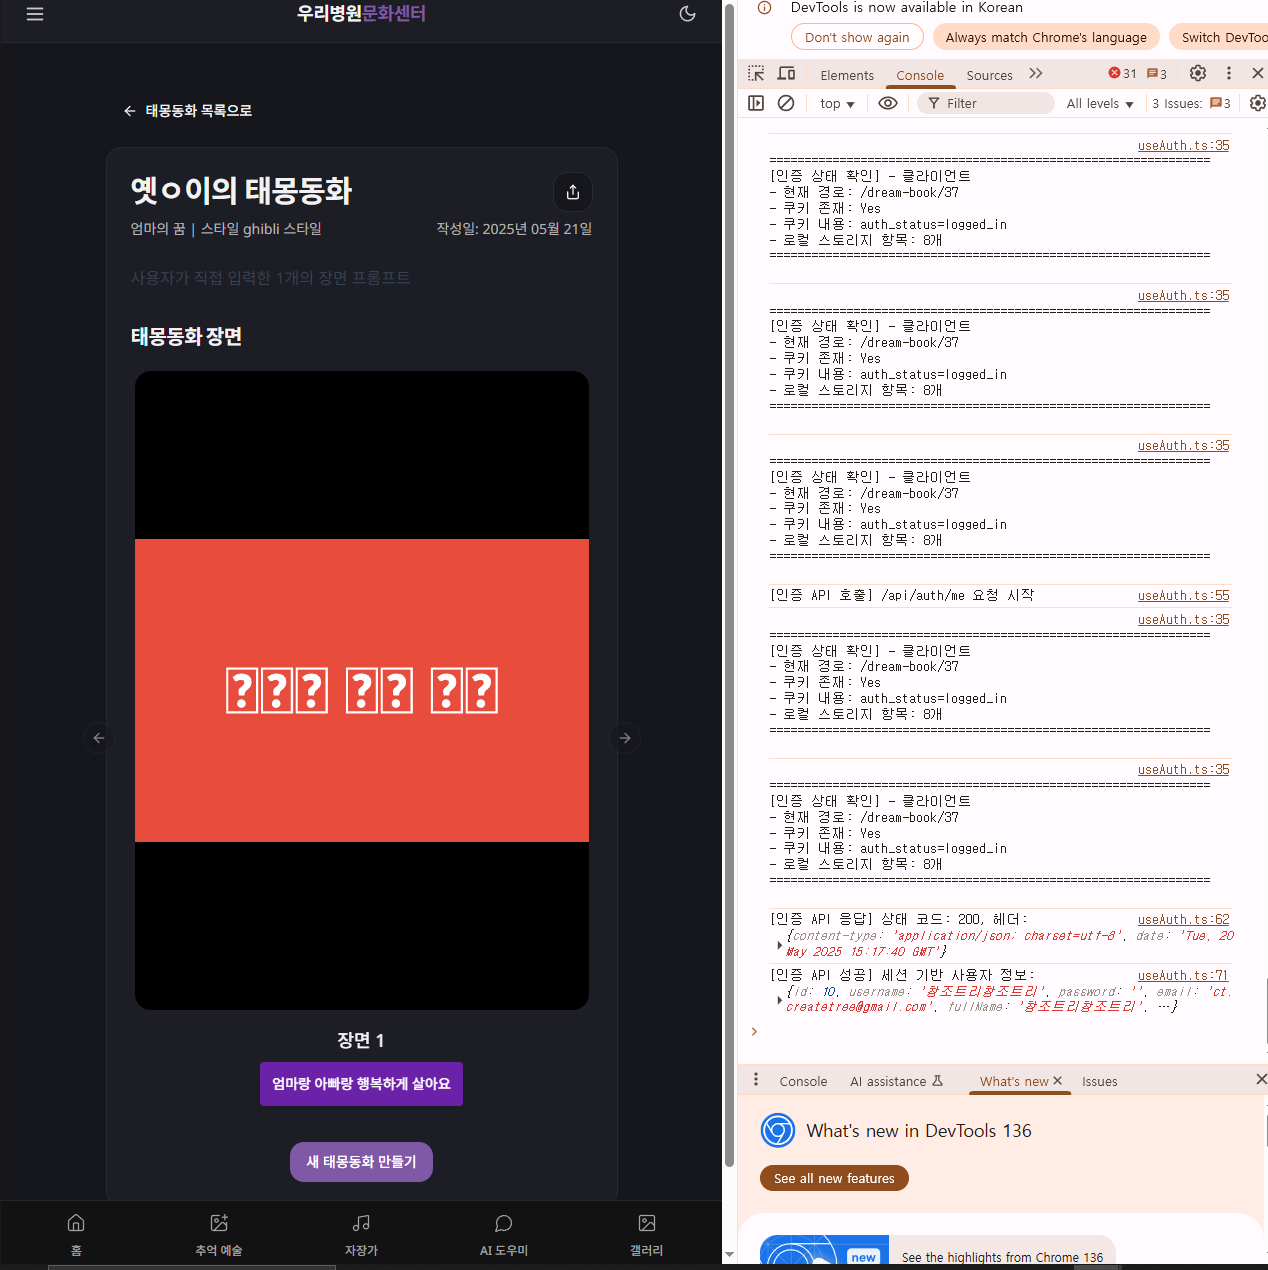 우리병원문화센터
태몽동화 목록으로
옛ㅇ이의 태몽동화
엄마의 꿈 | 스타일 ghibli 스타일
작성일: 2025년 05월 21일
사용자가 직접 입력한 1개의 장면 프롬프트
태몽동화 장면
장면 1
엄마랑 아빠랑 행복하게 살아요
새 태몽동화 만들기
홈
추억 예술
자장가
AI 도우미
갤러리
DevTools is now available in Korean
Don't show again
Always match Chrome's language
Switch DevToo
Elements
Console
Sources
31
3
top
Filter
All levels
3 Issues:
3
useAuth.ts:35
===============================================================
[인증 상태 확인] - 클라이언트
- 현재 경로: /dream-book/37
- 쿠키 존재: Yes
- 쿠키 내용: auth_status=logged_in
- 로컬 스토리지 항목: 8개
===============================================================
useAuth.ts:35
===============================================================
[인증 상태 확인] - 클라이언트
- 현재 경로: /dream-book/37
- 쿠키 존재: Yes
- 쿠키 내용: auth_status=logged_in
- 로컬 스토리지 항목: 8개
===============================================================
useAuth.ts:35
===============================================================
[인증 상태 확인] - 클라이언트
- 현재 경로: /dream-book/37
- 쿠키 존재: Yes
- 쿠키 내용: auth_status=logged_in
- 로컬 스토리지 항목: 8개
===============================================================
[인증 API 호출] /api/auth/me 요청 시작
useAuth.ts:55
useAuth.ts:35
===============================================================
[인증 상태 확인] - 클라이언트
- 현재 경로: /dream-book/37
- 쿠키 존재: Yes
- 쿠키 내용: auth_status=logged_in
- 로컬 스토리지 항목: 8개
===============================================================
useAuth.ts:35
===============================================================
[인증 상태 확인] - 클라이언트
- 현재 경로: /dream-book/37
- 쿠키 존재: Yes
- 쿠키 내용: auth_status=logged_in
- 로컬 스토리지 항목: 8개
===============================================================
[인증 API 응답] 상태 코드: 200, 헤더:
useAuth.ts:62
{content-type: 'application/json; charset=utf-8', date: 'Tue, 20
May 2025 15:17:40 GMT'}
[인증 API 성공] 세션 기반 사용자 정보:
useAuth.ts:71
{id: 10, username: '창조트리창조트리', password: '', email: 'ct.
createtree@gmail.com', fullName: '창조트리창조트리', …}
Console
AI assistance
What's new
Issues
What's new in DevTools 136
See all new features
new
See the highlights from Chrome 136